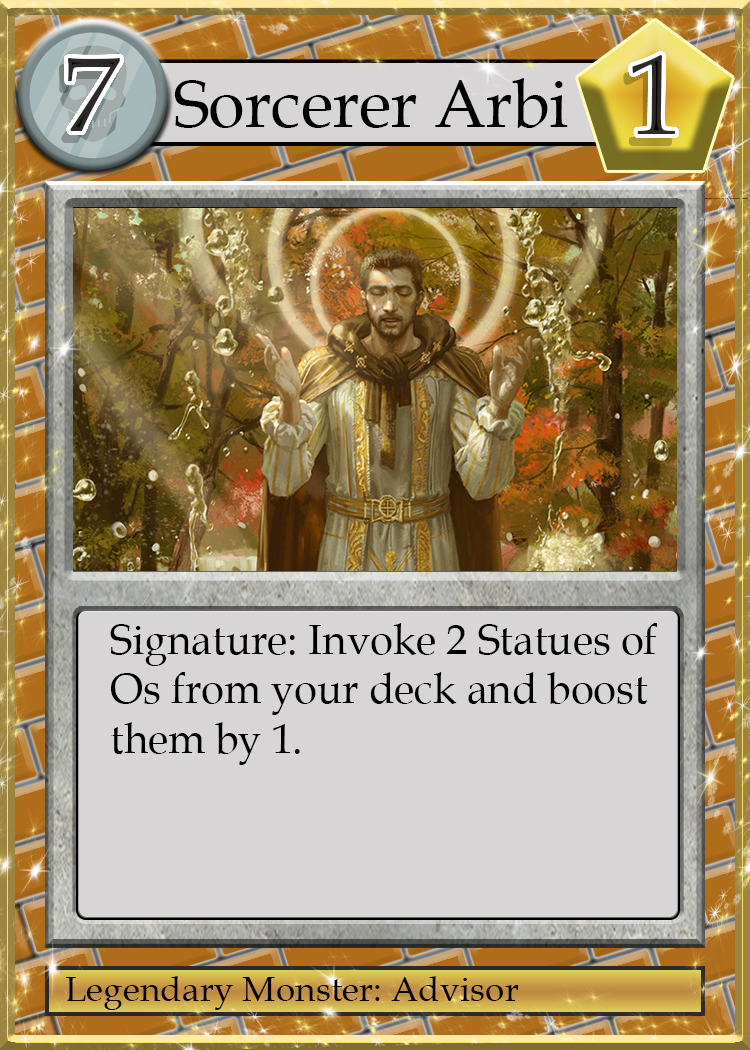 7 Sorcerer Arbi 1
Signature: Invoke 2 Statues of
Os from your deck and boost
them by 1.
Legendary Monster: Advisor